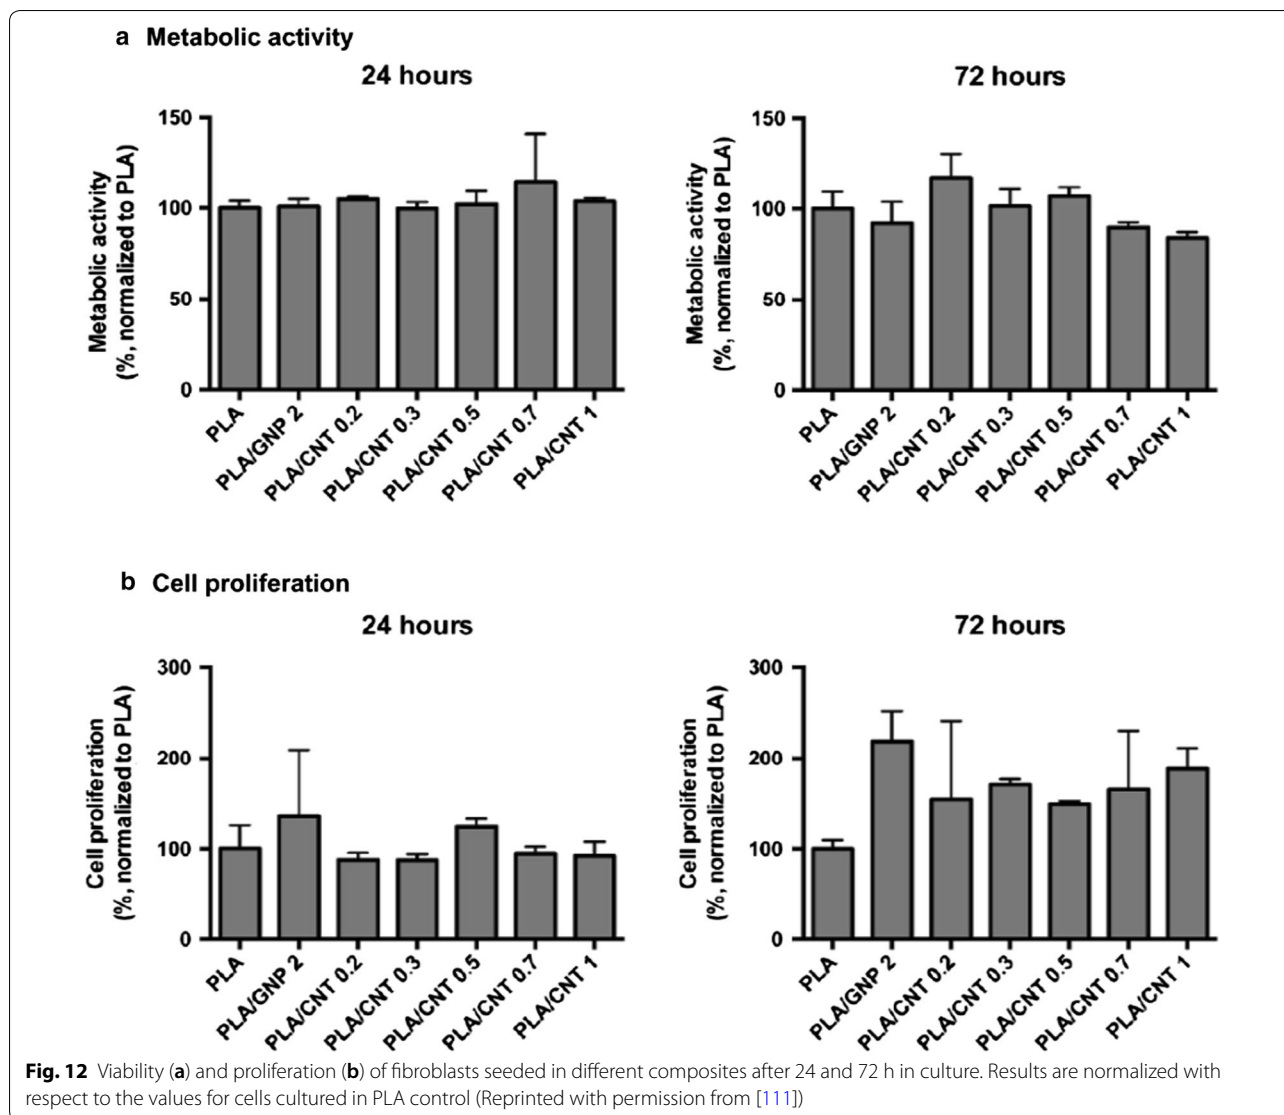 a Metabolic activity
24 hours
Metabolic activity
(%, normalized to PLA)
150
100
50
0
PLA
PLA/GNP 2
PLA/CNT 0.2
PLA/CNT 0.3
PLA/CNT 0.5
PLA/CNT 0.7
PLA/CNT 1
72 hours
Metabolic activity
(%, normalized to PLA)
150
100
50
0
PLA
PLA/GNP 2
PLA/CNT 0.2
PLA/CNT 0.3
PLA/CNT 0.5
PLA/CNT 0.7
PLA/CNT 1
b Cell proliferation
24 hours
Cell proliferation
(%, normalized to PLA)
300
200
100
0
PLA
PLA/GNP 2
PLA/CNT 0.2
PLA/CNT 0.3
PLA/CNT 0.5
PLA/CNT 0.7
PLA/CNT 1
72 hours
Cell proliferation
(%, normalized to PLA)
300
200
100
0
PLA
PLA/GNP 2
PLA/CNT 0.2
PLA/CNT 0.3
PLA/CNT 0.5
PLA/CNT 0.7
PLA/CNT 1
Fig. 12 Viability (a) and proliferation (b) of fibroblasts seeded in different composites after 24 and 72 h in culture. Results are normalized with
respect to the values for cells cultured in PLA control (Reprinted with permission from [111])